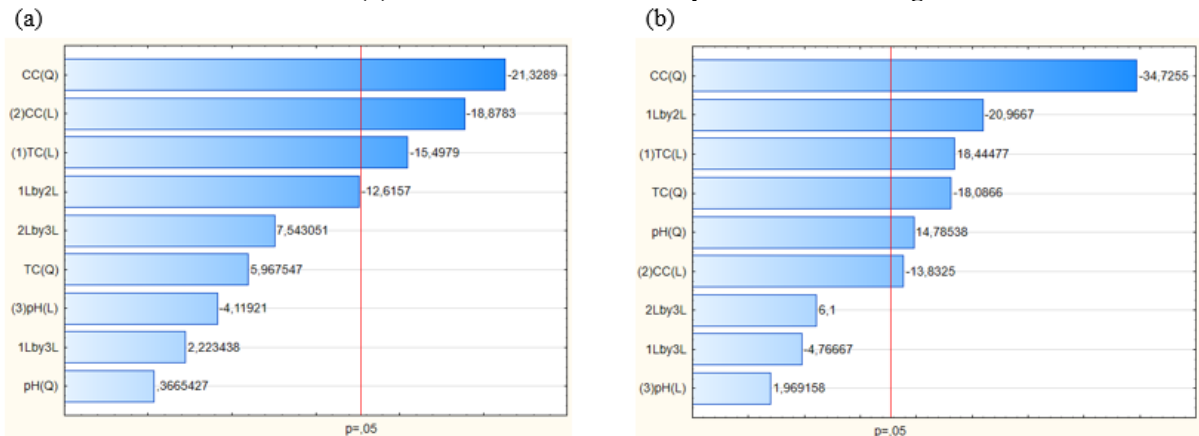 (a)
CC(Q) -21,3289
(2)CC(L) -18,8783
(1)TC(L) -15,4979
1Lby2L -12,6157
2Lby3L 7,543051
TC(Q) 5,967547
(3)pH(L) -4,11921
1Lby3L 2,223438
pH(Q) ,3665427
p=,05
(b)
CC(Q) -34,7255
1Lby2L -20,9667
(1)TC(L) 18,44477
TC(Q) -18,0866
pH(Q) 14,78538
(2)CC(L) -13,8325
2Lby3L 6,1
1Lby3L -4,76667
(3)pH(L) 1,969158
p=,05